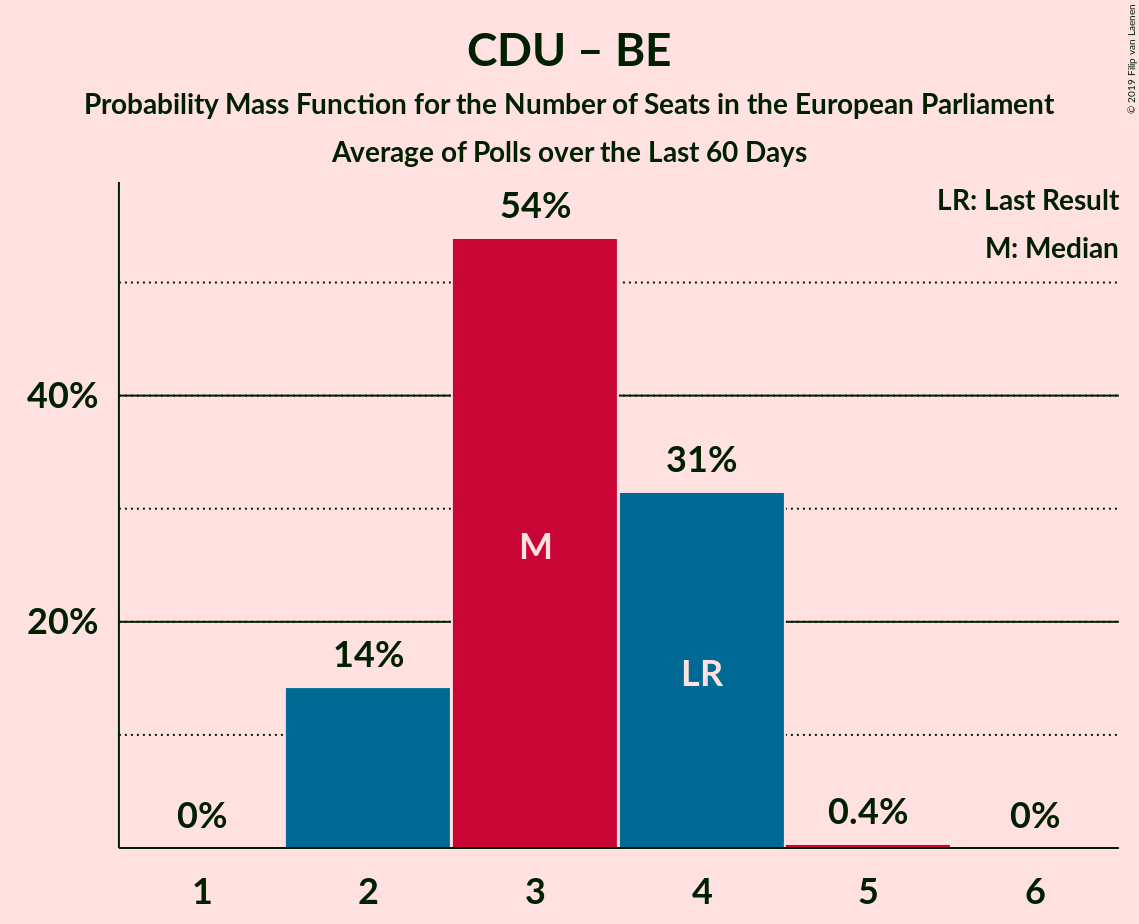 CDU – BE
Probability Mass Function for the Number of Seats in the European Parliament
Average of Polls over the Last 60 Days
© 2019 Filip van Laenen
LR: Last Result
M: Median
54%
40%
31%
M
20%
14%
LR
0%
0.4%
0%
1 2 3 4 5 6